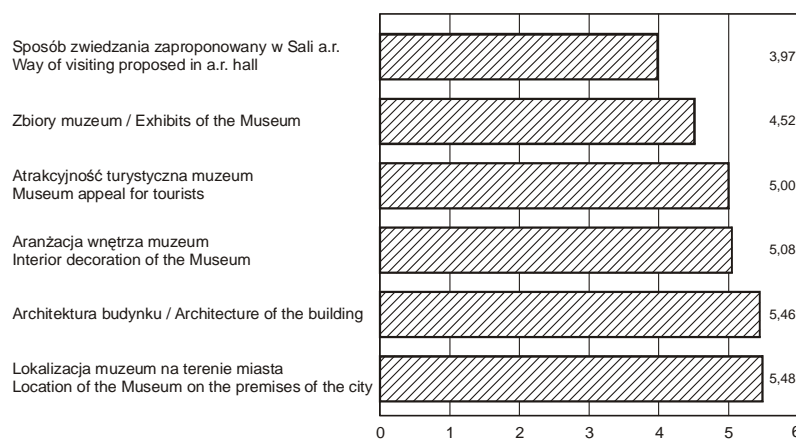 Sposób zwiedzania zaproponowany w Sali a.r.
Way of visiting proposed in a.r. hall
3,97
Zbiory muzeum / Exhibits of the Museum
4,52
Atrakcyjność turystyczna muzeum
Museum appeal for tourists
5,00
Aranżacja wnętrza muzeum
Interior decoration of the Museum
5,08
Architektura budynku / Architecture of the building
5,46
Lokalizacja muzeum na terenie miasta
Location of the Museum on the premises of the city
5,48
0 1 2 3 4 5 6